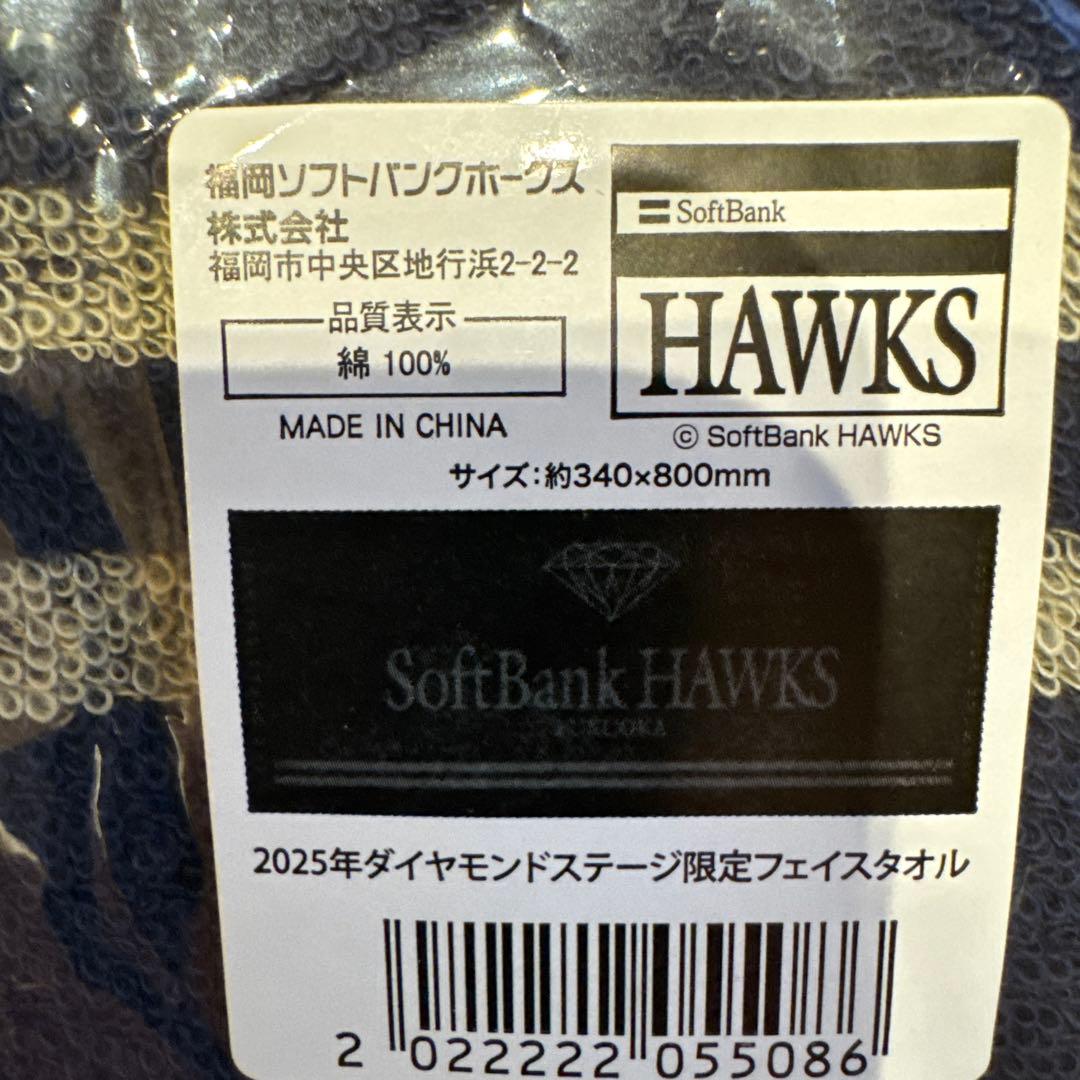 福岡ソフトバンクホークス
株式会社
福岡市中央区地行浜2-2-2
品質表示
綿 100%
MADE IN CHINA
SoftBank
HAWKS
© SoftBank HAWKS
サイズ:約340×800mm
SoftBank HAWKS
FUKUOKA
2025年ダイヤモンドステージ限定フェイスタオル
2 022222 055086